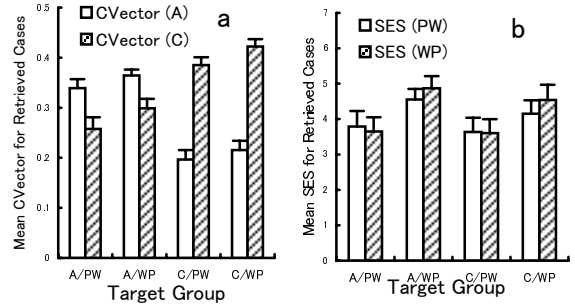 CVector (A)
CVector (C)
a
Mean CVector for Retrieved Cases
0.5
0.4
0.3
0.2
0.1
0
A/PW A/WP C/PW C/WP
Target Group
SES (PW)
SES (WP)
b
Mean SES for Retrieved Cases
7
6
5
4
3
2
1
0
A/PW A/WP C/PW C/WP
Target Group